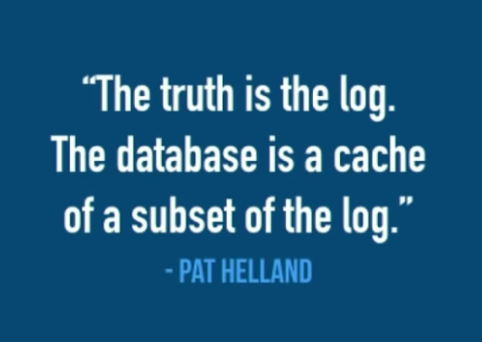 “The truth is the log.
The database is a cache
of a subset of the log.”
- PAT HELLAND